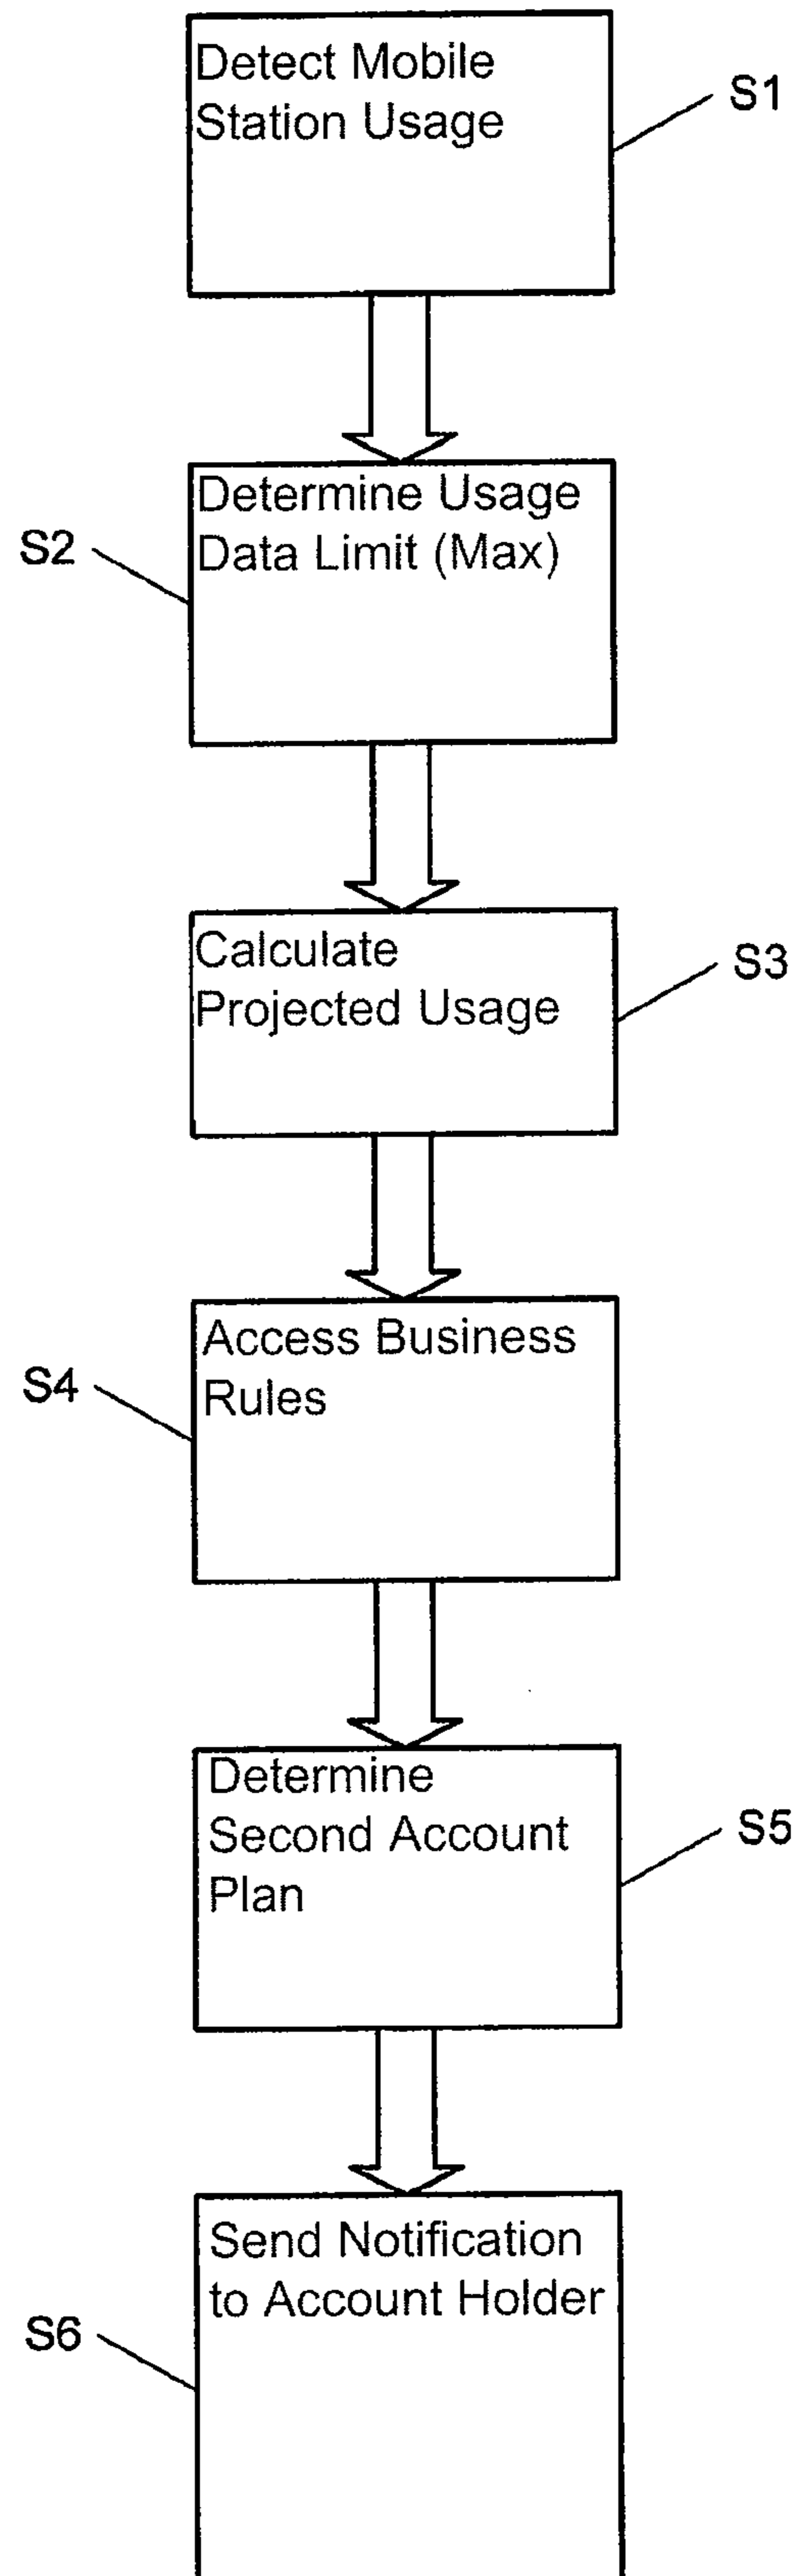 Detect Mobile
Station Usage
S1
Determine Usage
Data Limit (Max)
S2
Calculate
Projected Usage
S3
Access Business
Rules
S4
Determine
Second Account
Plan
S5
Send Notification
to Account Holder
S6